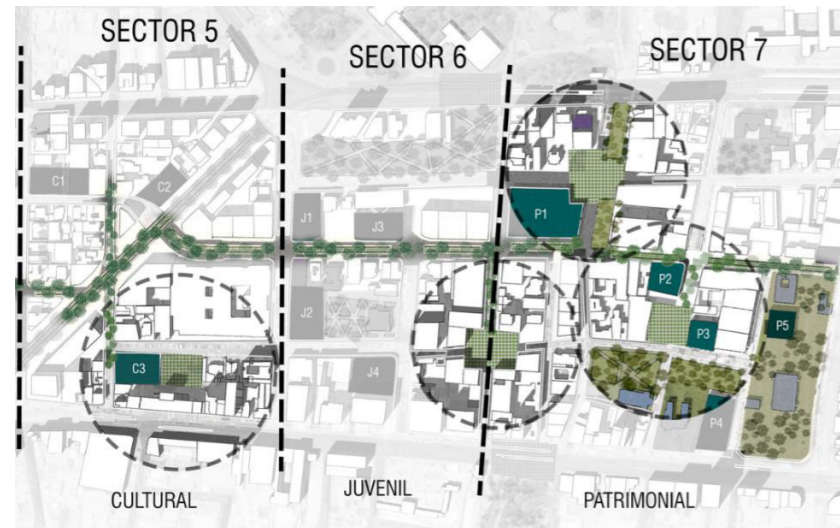 SECTOR 5
SECTOR 6
SECTOR 7
C1
C2
J1
J3
P1
P2
J2
P3
P5
C3
J4
P4
CULTURAL
JUVENIL
PATRIMONIAL